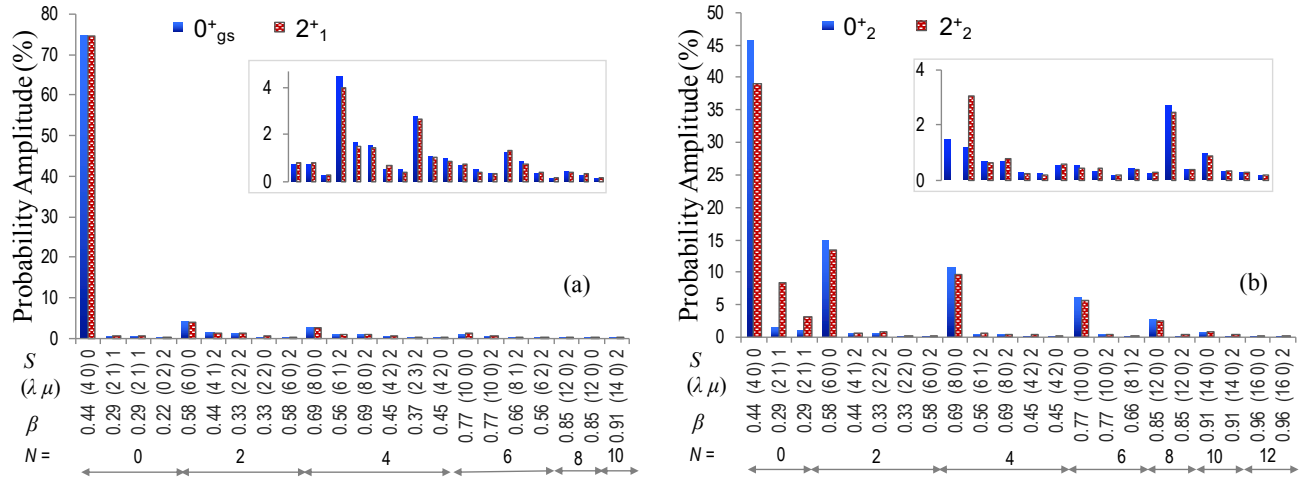 Probability Amplitude (%)
80
70
60
50
40
30
20
10
0
0⁺gs
2⁺₁
4
2
0
(a)
S
(λ μ)
β
0.44 (4 0) 0
0.29 (2 1) 1
0.29 (2 1) 1
0.22 (0 2) 2
0.58 (6 0) 0
0.44 (4 1) 2
0.33 (2 2) 2
0.33 (2 2) 0
0.58 (6 0) 2
0.69 (8 0) 0
0.56 (6 1) 2
0.69 (8 0) 2
0.45 (4 2) 2
0.37 (2 3) 2
0.45 (4 2) 0
0.77 (10 0) 0
0.77 (10 0) 2
0.66 (8 1) 2
0.56 (6 2) 2
0.85 (12 0) 2
0.85 (12 0) 0
0.91 (14 0) 2
N = 0 2 4 6 8 10
Probability Amplitude (%)
50
45
40
35
30
25
20
15
10
5
0
0⁺₂
2⁺₂
4
2
0
(b)
S
(λ μ)
β
0.44 (4 0) 0
0.29 (2 1) 1
0.29 (2 1) 1
0.58 (6 0) 0
0.44 (4 1) 2
0.33 (2 2) 2
0.33 (2 2) 0
0.58 (6 0) 2
0.69 (8 0) 0
0.56 (6 1) 2
0.69 (8 0) 2
0.45 (4 2) 2
0.45 (4 2) 0
0.77 (10 0) 0
0.77 (10 0) 2
0.66 (8 1) 2
0.85 (12 0) 0
0.85 (12 0) 2
0.91 (14 0) 0
0.91 (14 0) 2
0.96 (16 0) 0
0.96 (16 0) 2
N = 0 2 4 6 8 10 12